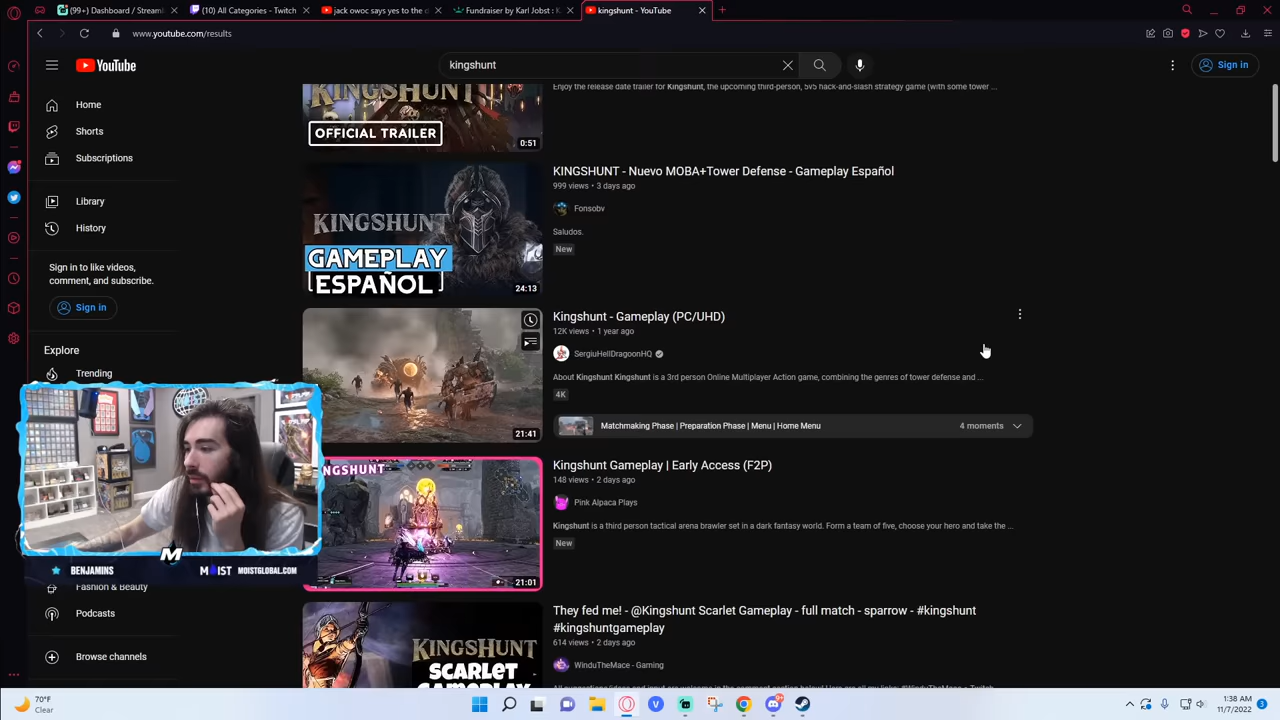 (99+) Dashboard / Streaml
(10) All Categories - Twitch
jack owoc says yes to the d
Fundraiser by Karl Jobst : K
kingshunt - YouTube
www.youtube.com/results
YouTube
kingshunt
Sign in
Home
Shorts
Subscriptions
Library
History
Sign in to like videos,
comment, and subscribe.
Sign in
Explore
Trending
Fashion & Beauty
Podcasts
Browse channels
KINGSHUNT
OFFICIAL TRAILER
0:51
Enjoy the release date trailer for Kingshunt, the upcoming third-person, 5v5 hack-and-slash strategy game (with some tower ...
KINGSHUNT
GAMEPLAY
[ESPAÑOL]
24:13
KINGSHUNT - Nuevo MOBA+Tower Defense - Gameplay Español
999 views • 3 days ago
Fonsobv
Saludos.
New
21:41
Kingshunt - Gameplay (PC/UHD)
12K views • 1 year ago
SergiuHellDragoonHQ
About Kingshunt Kingshunt is a 3rd person Online Multiplayer Action game, combining the genres of tower defense and ...
4K
Matchmaking Phase | Preparation Phase | Menu | Home Menu
4 moments
NGSHUNT
21:01
Kingshunt Gameplay | Early Access (F2P)
148 views • 2 days ago
Pink Alpaca Plays
Kingshunt is a third person tactical arena brawler set in a dark fantasy world. Form a team of five, choose your hero and take the ...
New
KINGSHUNT
SCARLET
GAMEPLAY
They fed me! - @Kingshunt Scarlet Gameplay - full match - sparrow - #kingshunt
#kingshuntgameplay
614 views • 2 days ago
WinduTheMace - Gaming
M
BENJAMINS
MOIST
MOISTGLOBAL.COM
70°F
Clear
9+
1:38 AM
11/7/2022